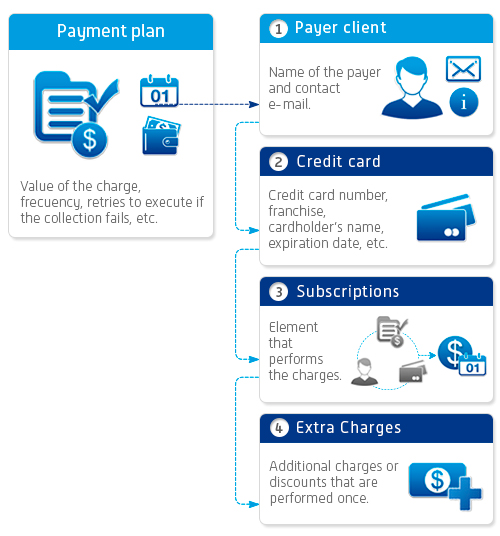 Payment plan
01
$
Value of the charge,
frecuency, retries to execute if
the collection fails, etc.
1 Payer client
Name of the payer
and contact
e-mail.
i
2 Credit card
Credit card number,
franchise,
cardholder's name,
expiration date, etc.
3 Subscriptions
Element
that
performs
the charges.
$
$
01
4 Extra Charges
Additional charges or
discounts that are
performed once.
$